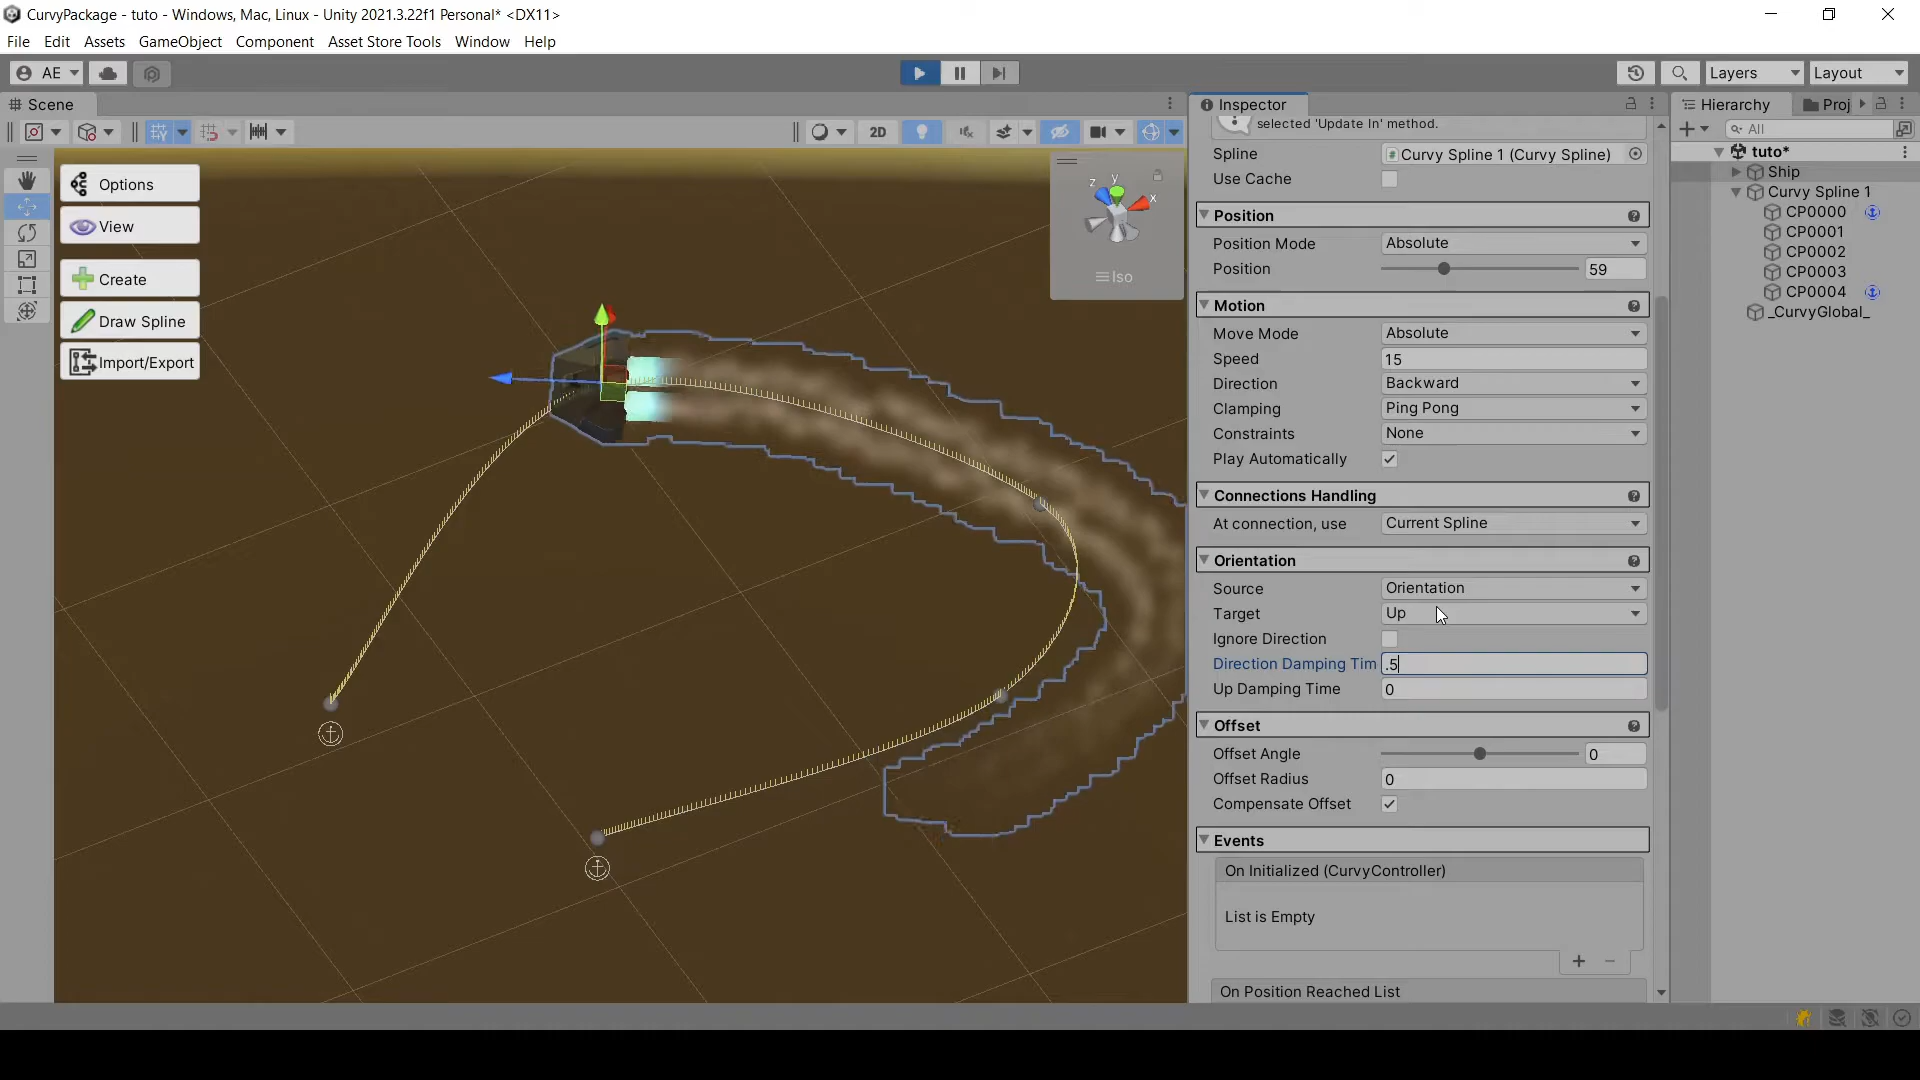 CurvyPackage - tuto - Windows, Mac, Linux - Unity 2021.3.22f1 Personal* <DX11>
File Edit Assets GameObject Component Asset Store Tools Window Help
AE Layers Layout
Scene Inspector Hierarchy Proj
2D
selected 'Update In' method.
All
Spline Curvy Spline 1 (Curvy Spline)
tuto*
Use Cache
Ship
Options
Curvy Spline 1
View
CP0000
Position
CP0001
Position Mode Absolute
CP0002
Position 59
CP0003
z y x
Iso
Create
CP0004
Draw Spline
_CurvyGlobal_
Import/Export
Motion
Move Mode Absolute
Speed 15
Direction Backward
Clamping Ping Pong
Constraints None
Play Automatically
Connections Handling
At connection, use Current Spline
Orientation
Source Orientation
Target Up
Ignore Direction
Direction Damping Tim .5
Up Damping Time 0
Offset
Offset Angle 0
Offset Radius 0
Compensate Offset
Events
On Initialized (CurvyController)
List is Empty
On Position Reached List